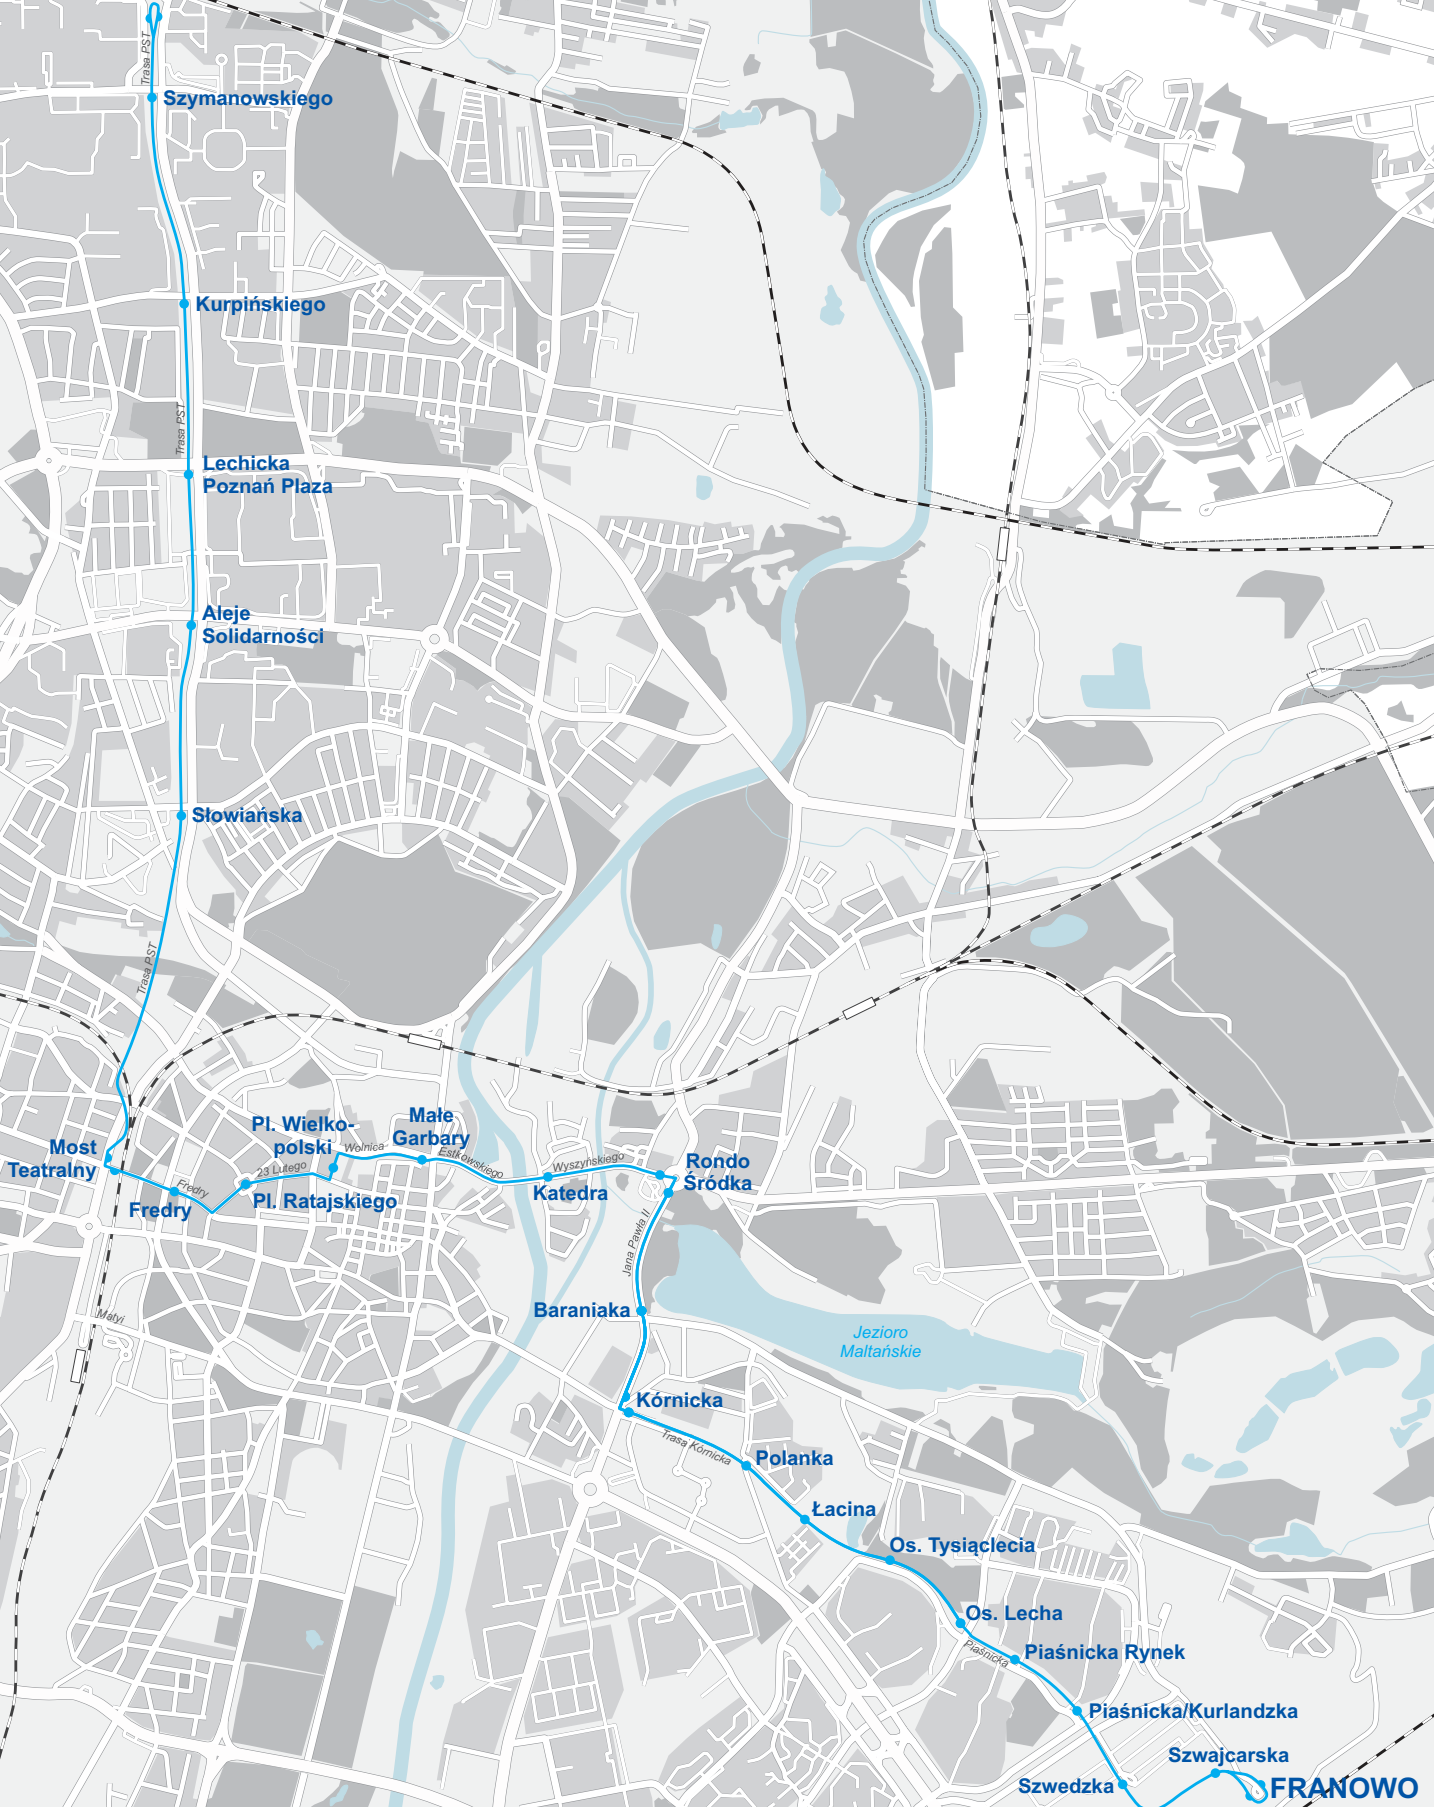 Trasa PST
Szymanowskiego
Kurpińskiego
Trasa PST
Lechicka
Poznań Plaza
Aleje
Solidarności
Słowiańska
Trasa PST
Most
Teatralny
Fredry
Fredry
23 Lutego
Pl. Ratajskiego
Pl. Wielko-
polski
Wolnica
Małe
Garbary
Estkowskiego
Katedra
Wyszyńskiego
Rondo
Śródka
Jana Pawła II
Matyi
Baraniaka
Jezioro
Maltańskie
Kórnicka
Trasa Kórnicka
Polanka
Łacina
Os. Tysiąclecia
Os. Lecha
Piaśnicka
Piaśnicka Rynek
Piaśnicka/Kurlandzka
Szwajcarska
Szwedzka
FRANOWO